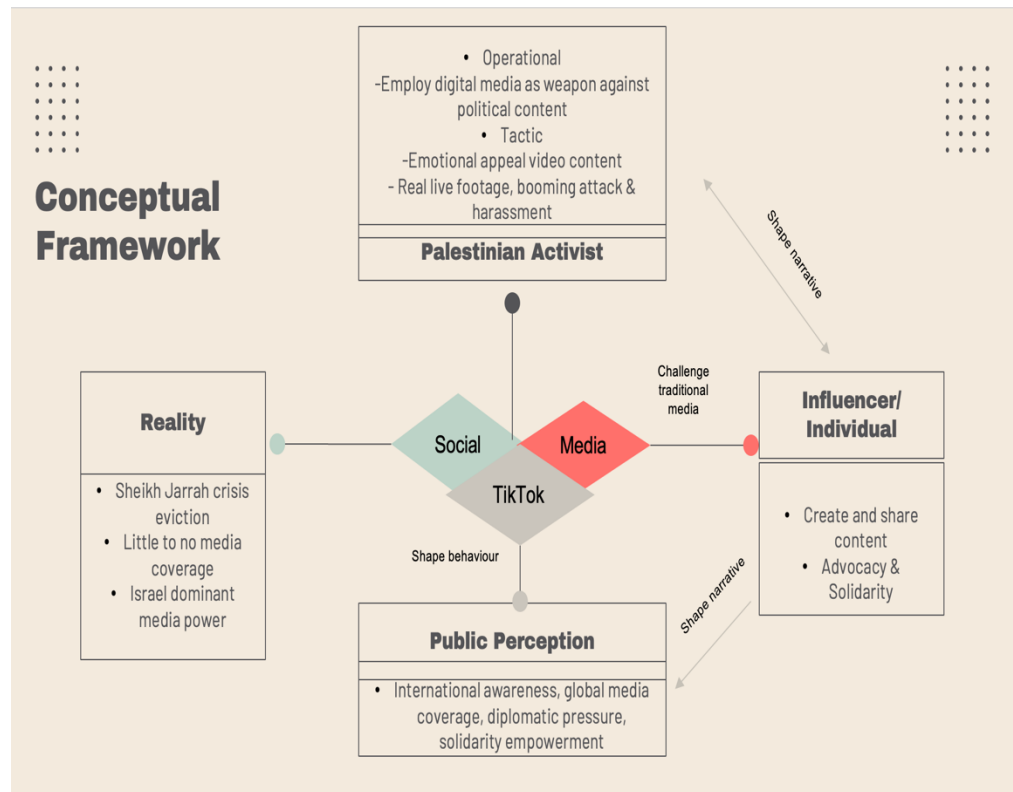 Conceptual
Framework
• Operational
-Employ digital media as weapon against
political content
• Tactic
-Emotional appeal video content
- Real live footage, booming attack &
harassment
Palestinian Activist
Shape narrative
Reality
• Sheikh Jarrah crisis
eviction
• Little to no media
coverage
• Israel dominant
media power
Social
Media
TikTok
Challenge
traditional
media
Influencer/
Individual
• Create and share
content
• Advocacy &
Solidarity
Shape behaviour
Shape narrative
Public Perception
• International awareness, global media
coverage, diplomatic pressure,
solidarity empowerment